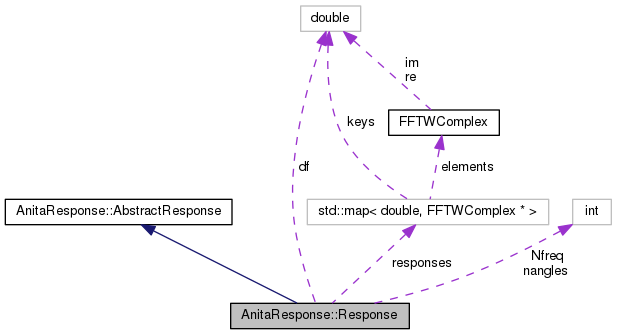 double
im
re
FFTWComplex
keys
df
elements
AnitaResponse::AbstractResponse
std::map< double, FFTWComplex * >
int
responses
Nfreq
nangles
AnitaResponse::Response